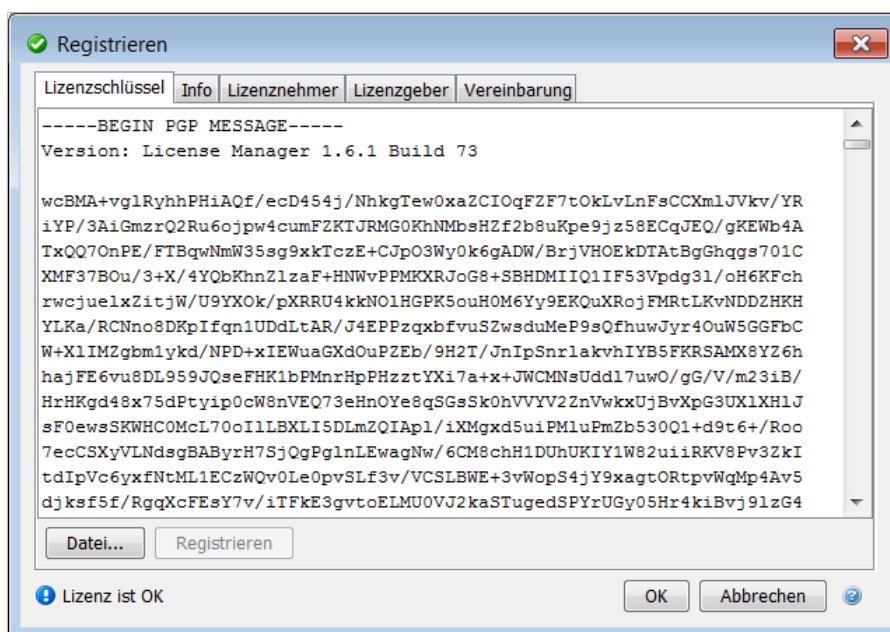 Registrieren
Lizenzschlüssel Info Lizenznehmer Lizenzgeber Vereinbarung
-----BEGIN PGP MESSAGE-----
Version: License Manager 1.6.1 Build 73
wcBMA+vglRyhhPHiAQf/ecD454j/NhkgTew0xaZCIOqFZF7tOkLvLnFsCCXmlJVkv/YR
iYP/3AiGmzrQ2Ru6ojpw4cumFZKTJRMG0KhNMbsHZf2b8uKpe9jz58ECqJEQ/gKEWb4A
TxQQ7OnPE/FTBqwNmW35sg9xkTczE+CJpO3Wy0k6gADW/BrjVHOEkDTAtBgGhqgs701C
XMF37BOu/3+X/4YQbKhnZlzaF+HNWvPPMKXRJoG8+SBHDMIIQ1IF53Vpdg3l/oH6KFch
rwcjuelxZitjW/U9YXOk/pXRRU4kkNOlHGPK5ouH0M6Yy9EKQuXRojFMRtLKvNDDZHKH
YLKa/RCNno8DKpIfqn1UDdLtAR/J4EPPzqxbfvuSZwsduMeP9sQfhuwJyr4OuW5GGFbC
W+XlIMZgbm1ykd/NPD+xIEWuaGXdOuPZEb/9H2T/JnIpSnrlakvhIYB5FKRSAMX8YZ6h
hajFE6vu8DL959JQseFHK1bPMnrHpPHzztYXi7a+x+JWCMNsUddl7uwO/gG/V/m23iB/
HrHKgd48x75dPtyip0cW8nVEQ73eHnOYe8qSGsSk0hVVYV2ZnVwkxUjBvXpG3UXlXHlJ
sF0ewsSKWHC0McL70oIlLBXLI5DLmZQIApl/iXMgxd5uiPMluPmZb530Q1+d9t6+/Roo
7ecCSXyVLNdsgBAByrH7SjQgPglnLEwagNw/6CM8chH1DUhUKIY1W82uiiRKV8Pv3ZkI
tdIpVc6yxfNtML1ECzWQv0Le0pvSLf3v/VCSLBWE+3vWopS4jY9xagtORtpvWqMp4Av5
djksf5f/RgqXcFEsY7v/iTFkE3gvtoELMU0VJ2kaSTugedSPYrUGy05Hr4kiBvj9lzG4
Datei... Registrieren
Lizenz ist OK OK Abbrechen